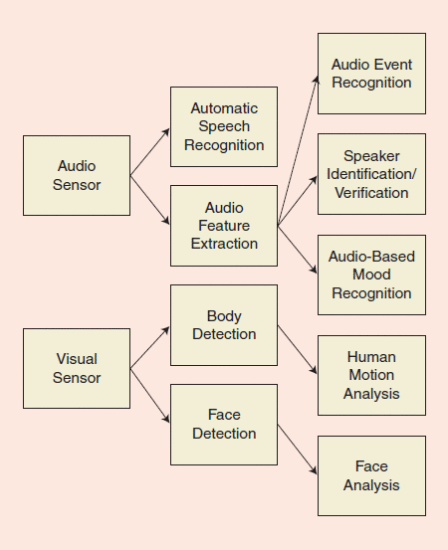 Audio Event
Recognition
Automatic
Speech
Recognition
Audio
Sensor
Speaker
Identification/
Verification
Audio
Feature
Extraction
Audio-Based
Mood
Recognition
Body
Detection
Visual
Sensor
Human
Motion
Analysis
Face
Detection
Face
Analysis